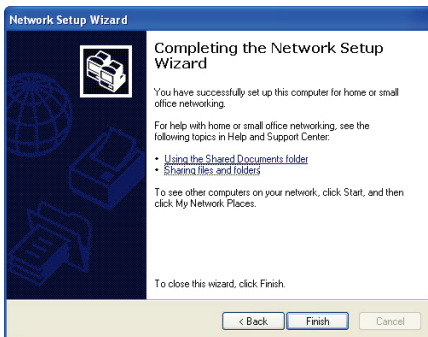 Network Setup Wizard
Completing the Network Setup
Wizard
You have successfully set up this computer for home or small
office networking.
For help with home or small office networking, see the
following topics in Help and Support Center:
• Using the Shared Documents folder
• Sharing files and folders
To see other computers on your network, click Start, and then
click My Network Places.
To close this wizard, click Finish.
< Back
Finish
Cancel